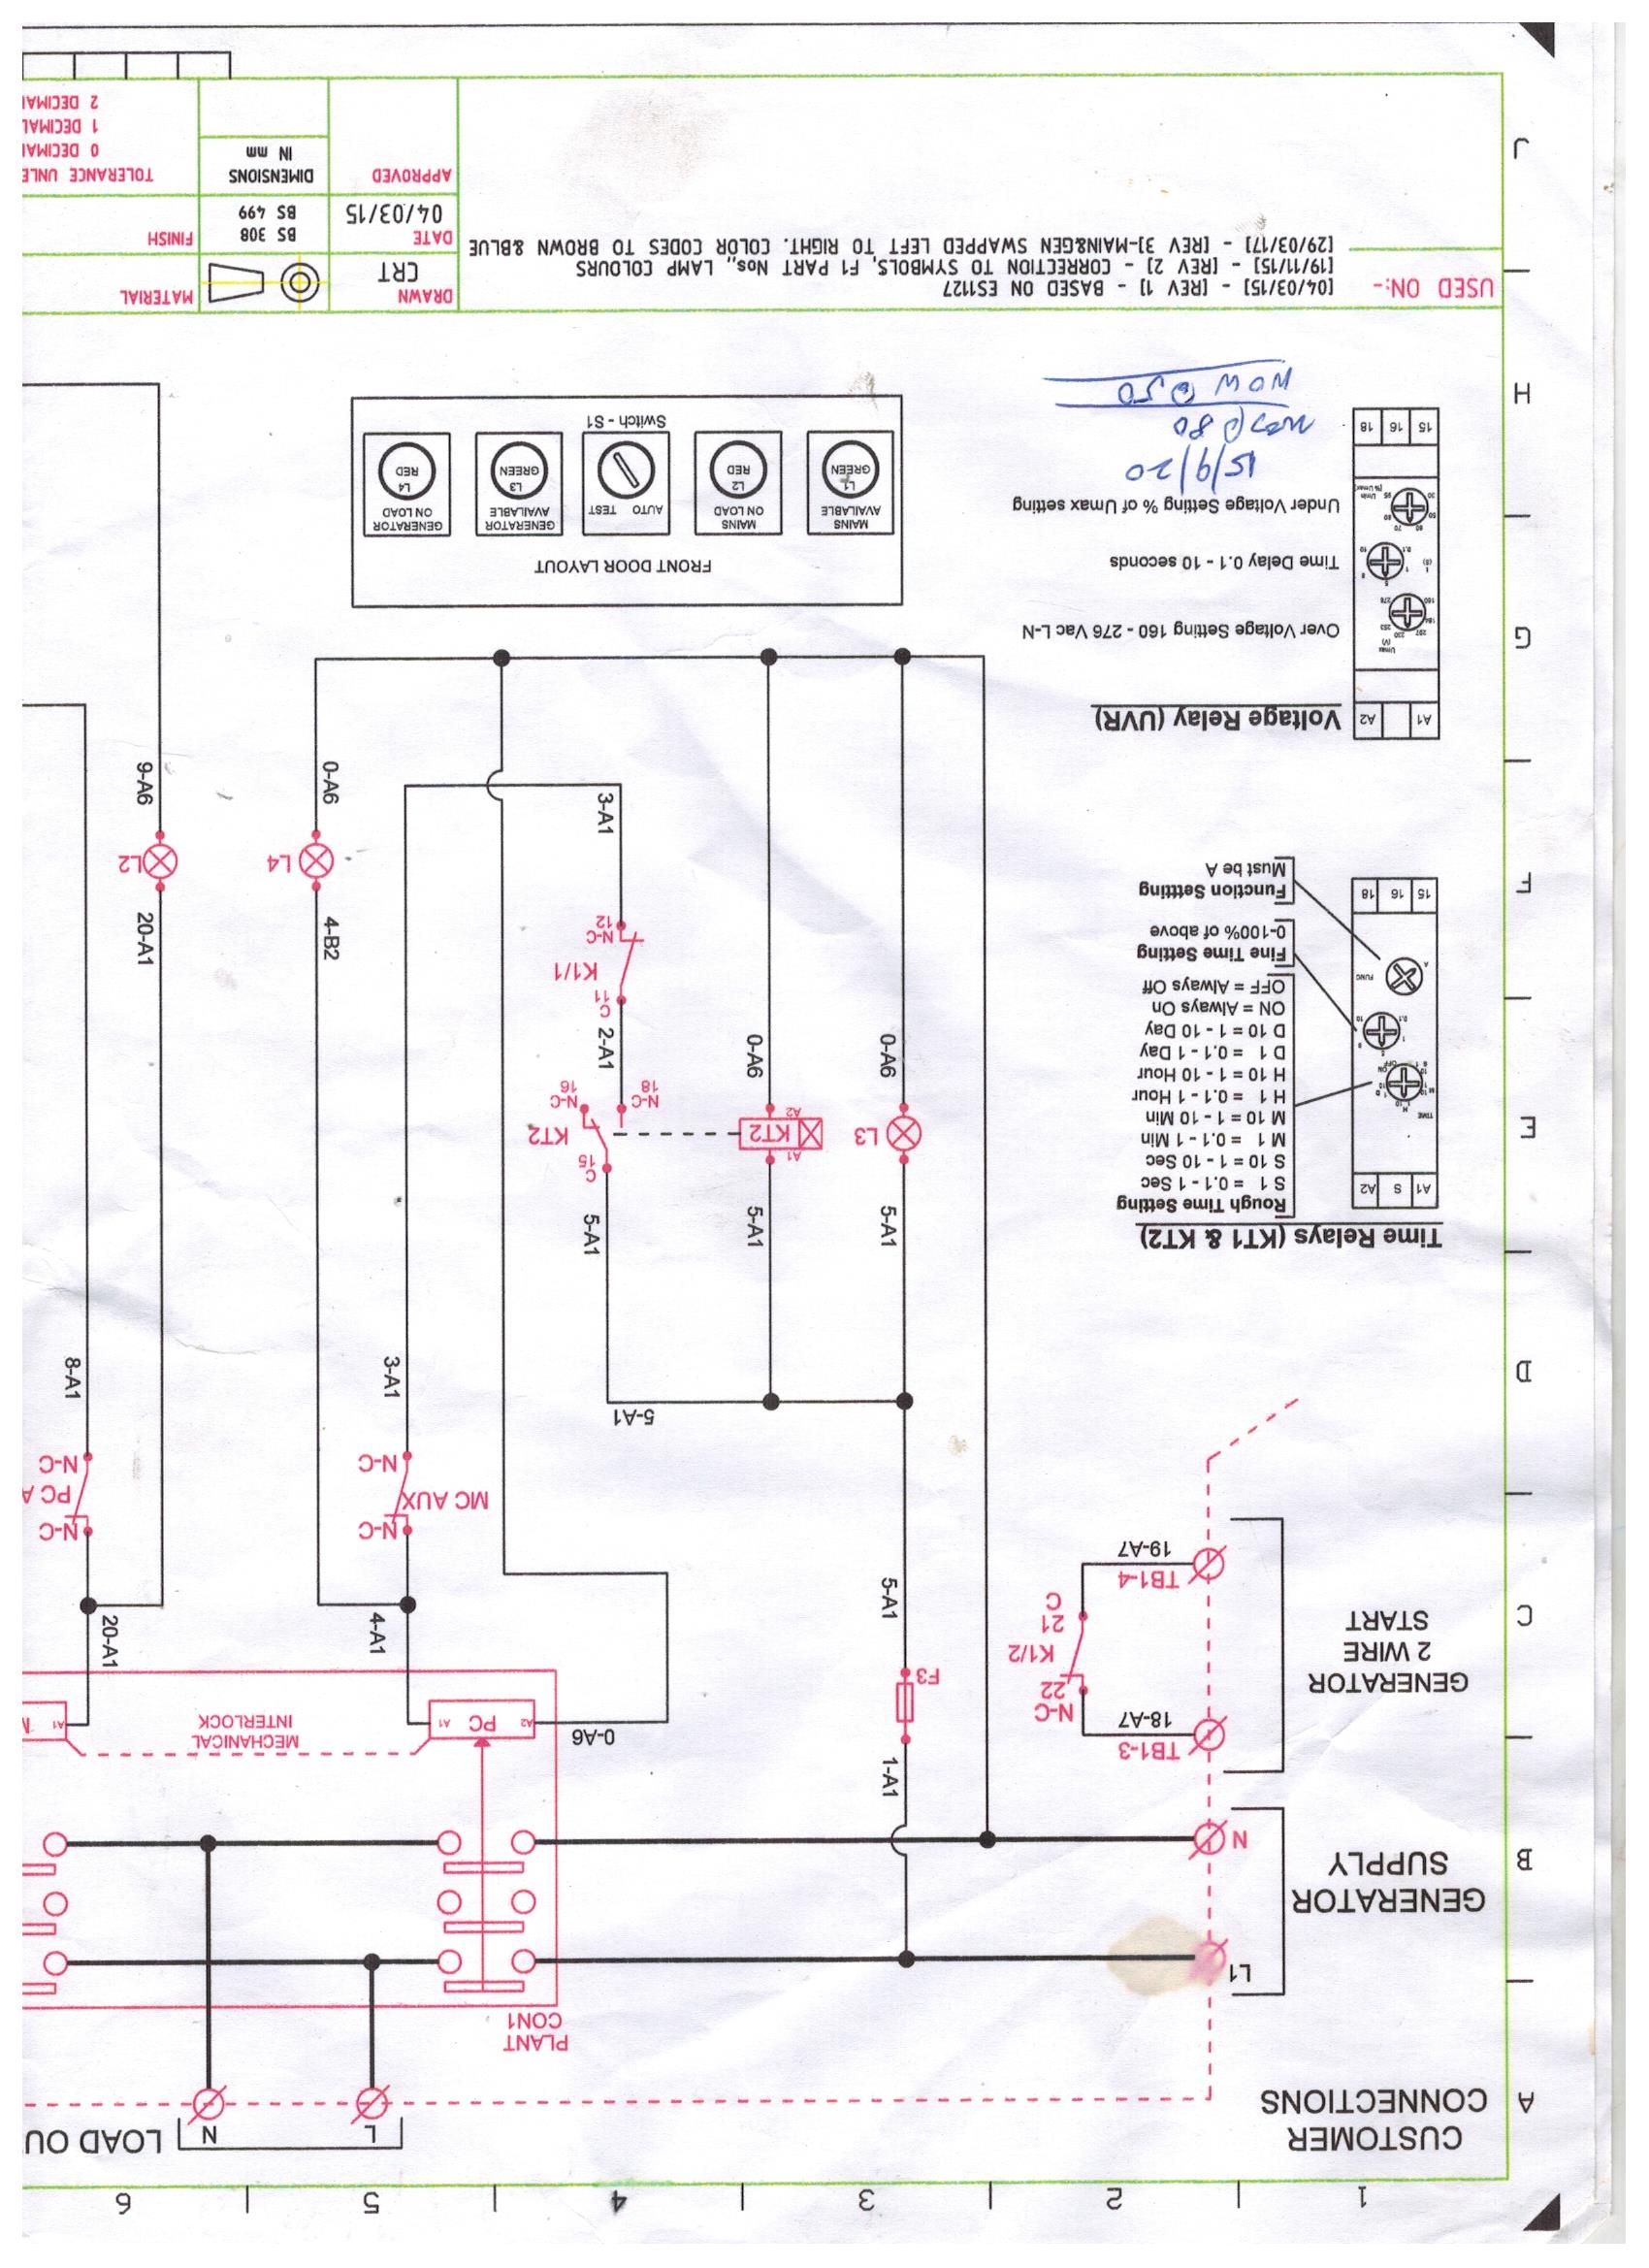 CUSTOMER
CONNECTIONS
GENERATOR
SUPPLY
L1
N
GENERATOR
2 WIRE
START
TB1-3
18-A7
TB1-4
19-A7
N-C
22
K1/2
21
C
1-A1
F3
5-A1
5-A1
L3
0-A6
5-A1
A1
KT2
A2
0-A6
5-A1
5-A1
C
15
KT2
N-C
16
N-C
18
2-A1
C
11
K1/1
N-C
12
3-A1
PLANT
CON1
A2
PC
A1
0-A6
MECHANICAL
INTERLOCK
A1
4-A1
N-C
MC AUX
N-C
3-A1
4-B2
L4
0-A6
L
N
LOAD OU
20-A1
N-C
PC A
N-C
8-A1
20-A1
L2
9-A6
Time Relays (KT1 & KT2)
Rough Time Setting
S 1 = 0.1 - 1 Sec
S 10 = 1 - 10 Sec
M 1 = 0.1 - 1 Min
M 10 = 1 - 10 Min
H 1 = 0.1 - 1 Hour
H 10 = 1 - 10 Hour
D 1 = 0.1 - 1 Day
D 10 = 1 - 10 Day
ON = Always On
OFF = Always Off
Fine Time Setting
0-100% of above
Function Setting
Must be A
A1 S A2
TIME
FUNC
A
15 16 18
Voltage Relay (UVR)
Over Voltage Setting 160 - 276 Vac L-N
Time Delay 0.1 - 10 seconds
Under Voltage Setting % of Umax setting
A1 A2
15 16 18
15/9/20
was @ 80
NOW @ 50
FRONT DOOR LAYOUT
MAINS
AVAILABLE
L1
GREEN
MAINS
ON LOAD
L2
RED
AUTO TEST
Switch - S1
GENERATOR
AVAILABLE
L3
GREEN
GENERATOR
ON LOAD
L4
RED
USED ON:-
[04/03/15] - [REV 1] - BASED ON ES1127
[19/11/15] - [REV 2] - CORRECTION TO SYMBOLS, F1 PART Nos,, LAMP COLOURS
[29/03/17] - [REV 3]-MAIN&GEN SWAPPED LEFT TO RIGHT. COLOR CODES TO BROWN &BLUE
DRAWN
CRT
DATE
04/03/15
APPROVED
BS 308
BS 499
DIMENSIONS
IN mm
MATERIAL
FINISH
TOLERANCE UNLE
0 DECIMAL
1 DECIMAL
2 DECIMA
1 2 3 4 5 6
A B C D E F G H J